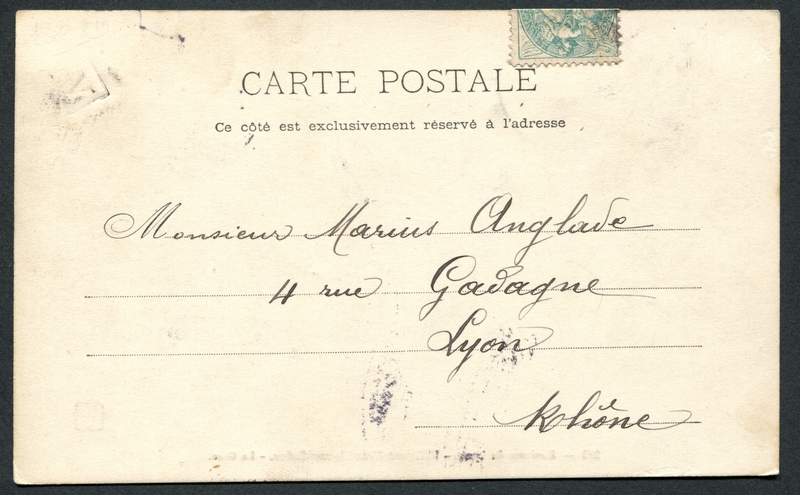 CARTE POSTALE
Ce côté est exclusivement réservé à l'adresse
Monsieur Marius Anglade
4 rue Gadagne
Lyon
Rhône